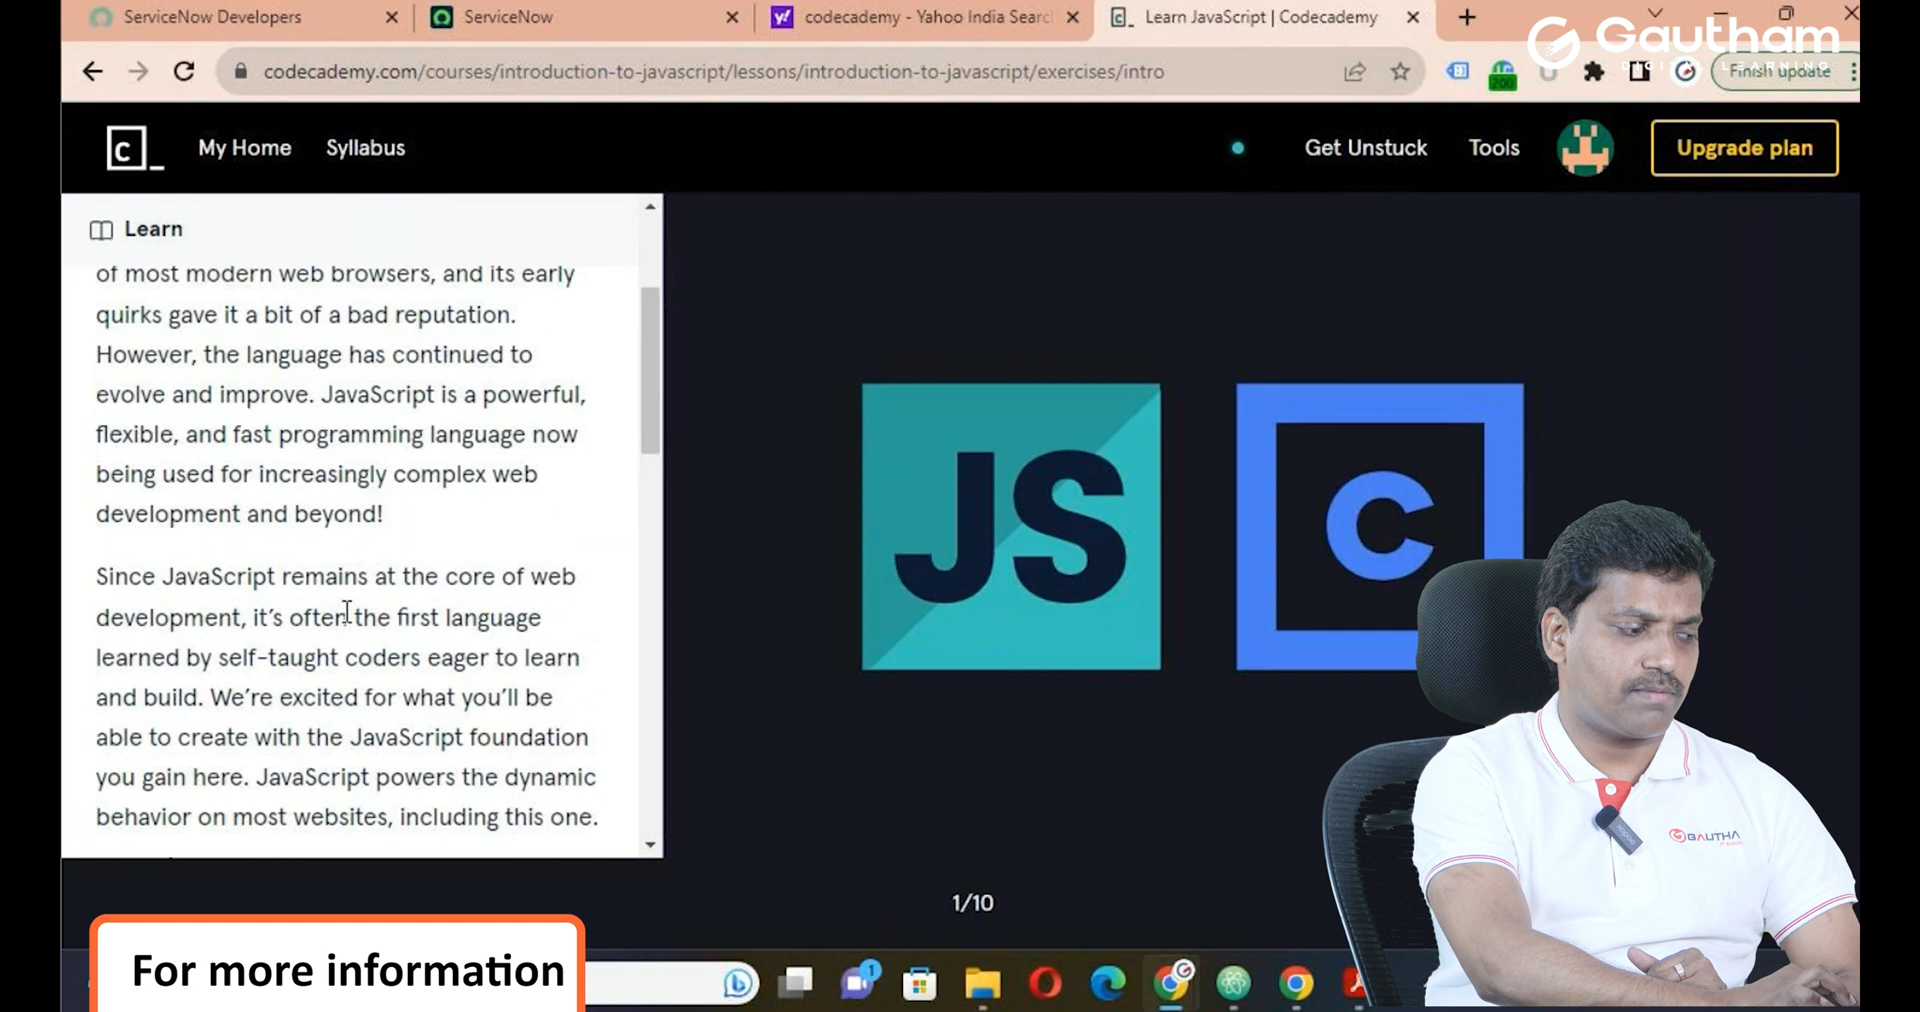 ServiceNow Developers
ServiceNow
codecademy - Yahoo India Searc
Learn JavaScript | Codecademy
Gautham
DIGITAL LEARNING
codecademy.com/courses/introduction-to-javascript/lessons/introduction-to-javascript/exercises/intro
200
Finish update
c_
My Home
Syllabus
Get Unstuck
Tools
Upgrade plan
Learn
of most modern web browsers, and its early
quirks gave it a bit of a bad reputation.
However, the language has continued to
evolve and improve. JavaScript is a powerful,
flexible, and fast programming language now
being used for increasingly complex web
development and beyond!
Since JavaScript remains at the core of web
development, it's often the first language
learned by self-taught coders eager to learn
and build. We're excited for what you'll be
able to create with the JavaScript foundation
you gain here. JavaScript powers the dynamic
behavior on most websites, including this one.
JS
C
GAUTHA
1/10
For more information
1